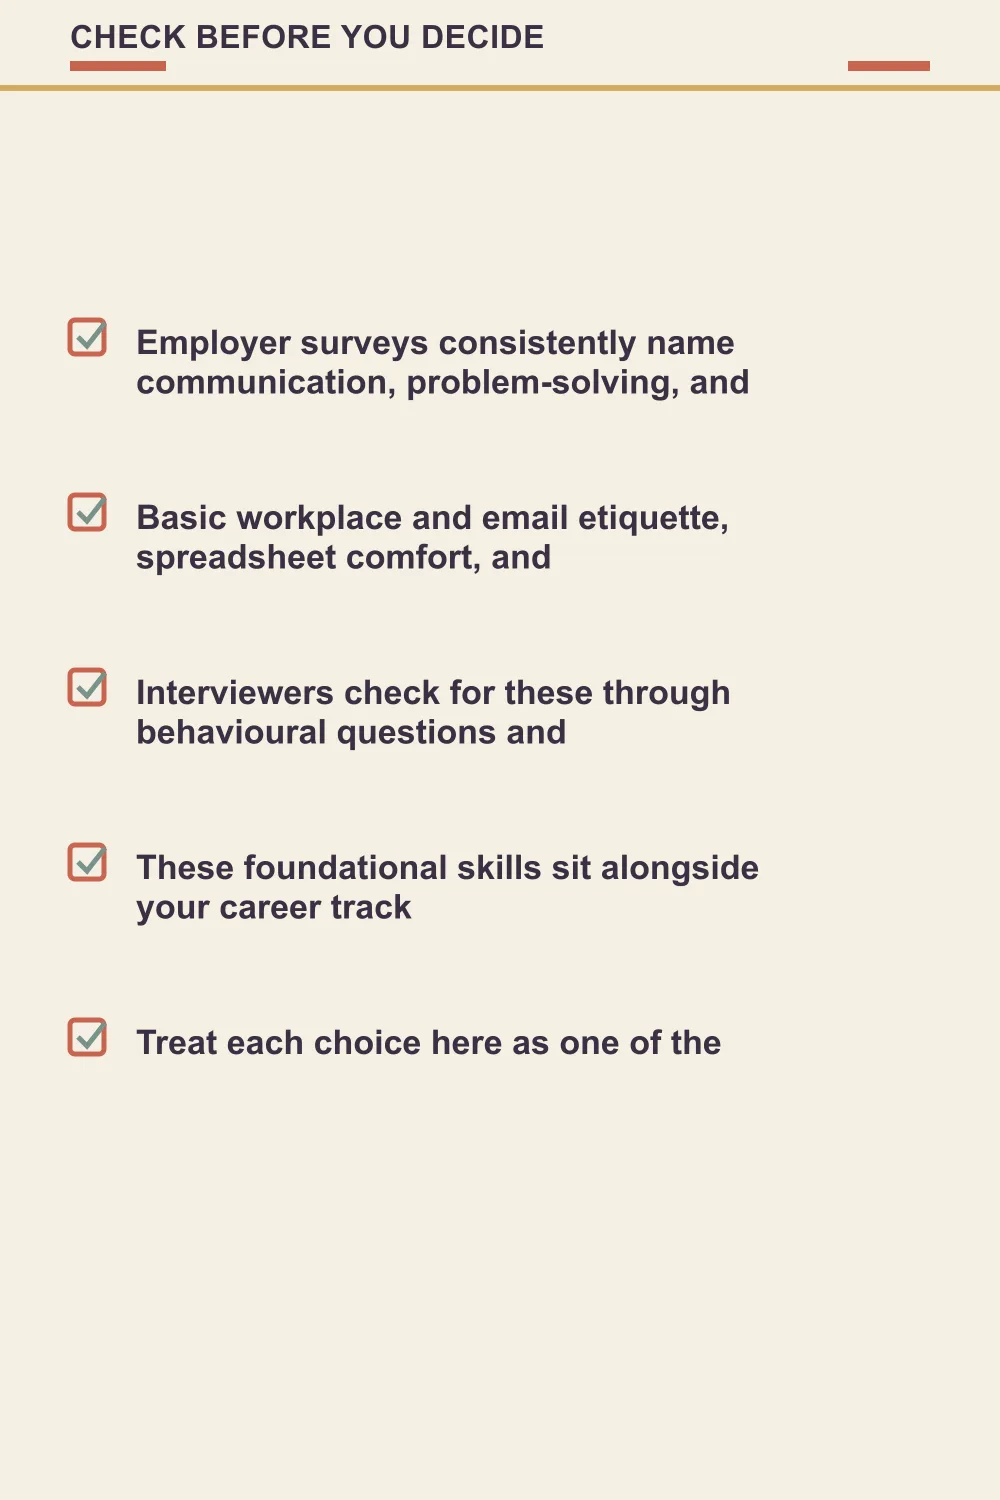 CHECK BEFORE YOU DECIDE
Employer surveys consistently name
communication, problem-solving, and
Basic workplace and email etiquette,
spreadsheet comfort, and
Interviewers check for these through
behavioural questions and
These foundational skills sit alongside
your career track
Treat each choice here as one of the